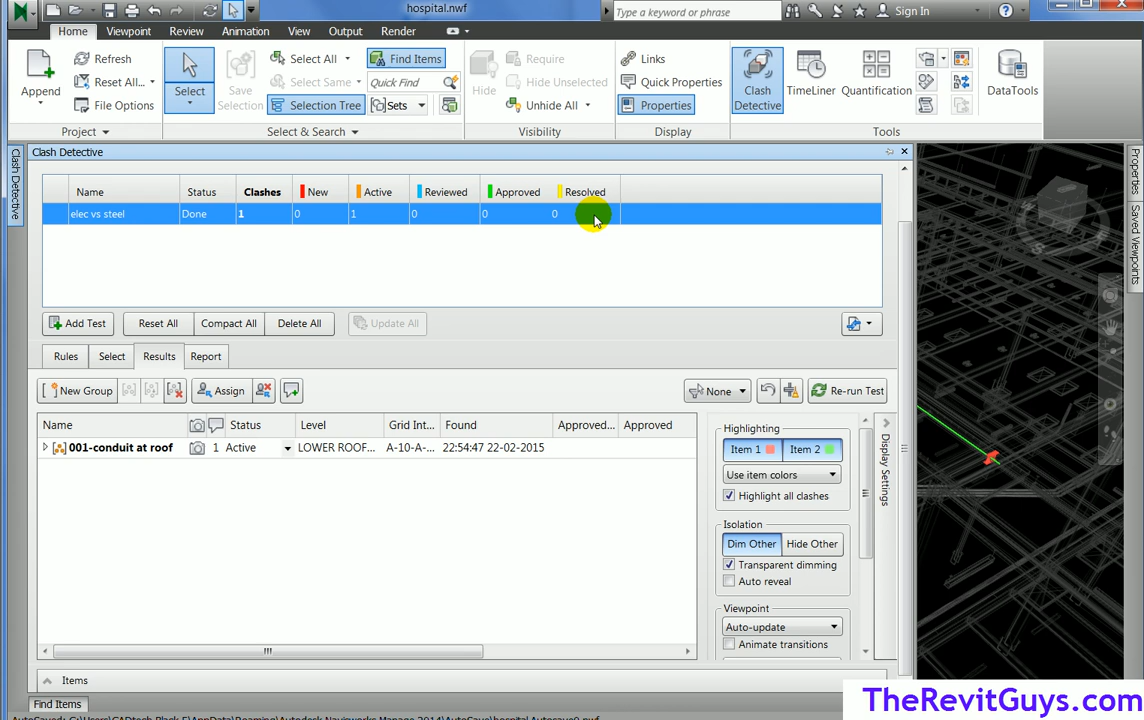 hospital.nwf
Type a keyword or phrase
Sign In
Home Viewpoint Review Animation View Output Render
Append
Refresh
Reset All...
File Options
Project
Select
Save Selection
Select All
Select Same
Selection Tree
Find Items
Quick Find
Sets
Select & Search
Hide
Require
Hide Unselected
Unhide All
Visibility
Links
Quick Properties
Properties
Display
Clash Detective
TimeLiner
Quantification
DataTools
Tools
Clash Detective
Clash Detective
Name Status Clashes New Active Reviewed Approved Resolved
elec vs steel Done 1 0 1 0 0 0
Add Test Reset All Compact All Delete All Update All
Rules Select Results Report
New Group Assign None Re-run Test
Name Status Level Grid Int... Found Approved... Approved
001-conduit at roof 1 Active LOWER ROOF... A-10-A-... 22:54:47 22-02-2015
Highlighting
Item 1 Item 2
Use item colors
Highlight all clashes
Isolation
Dim Other Hide Other
Transparent dimming
Auto reveal
Viewpoint
Auto-update
Animate transitions
Display Settings
Items
Find Items
Properties
Saved Viewpoints
TheRevitGuys.com